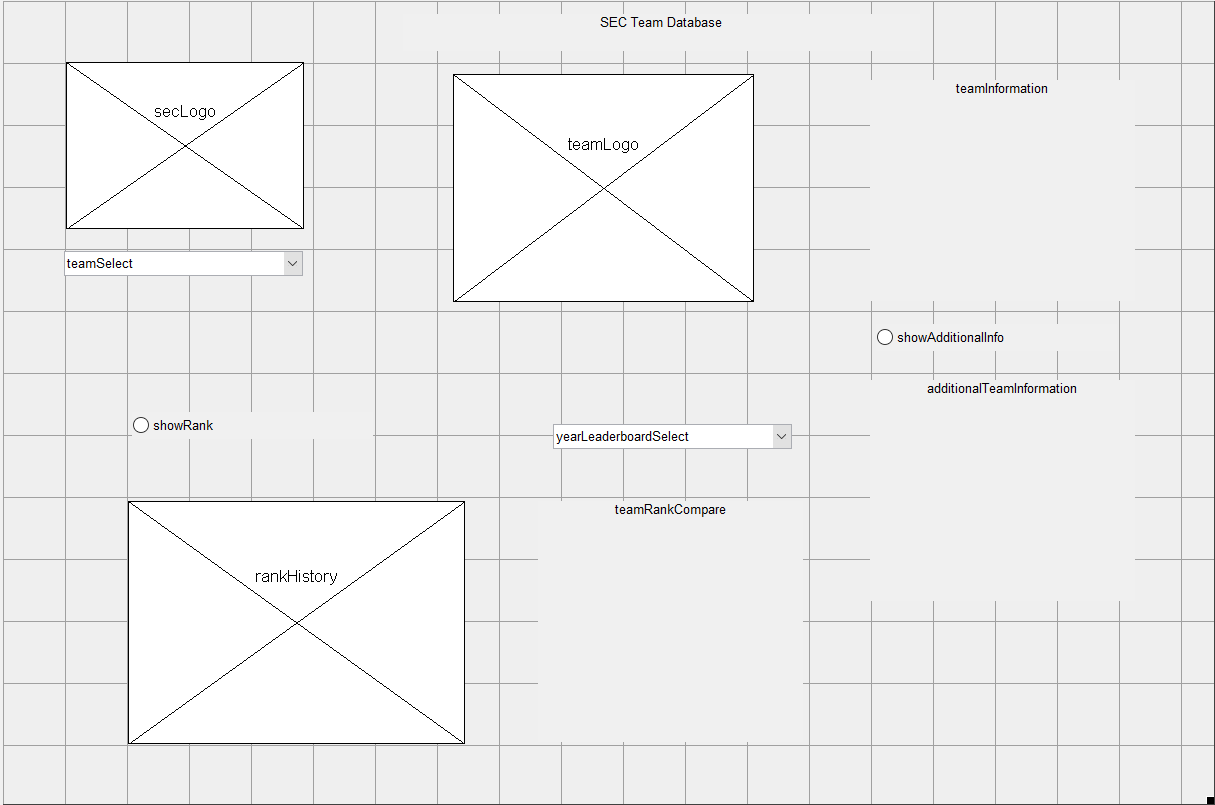 SEC Team Database
secLogo
teamLogo
teamInformation
teamSelect
showAdditionalInfo
additionalTeamInformation
showRank
yearLeaderboardSelect
teamRankCompare
rankHistory